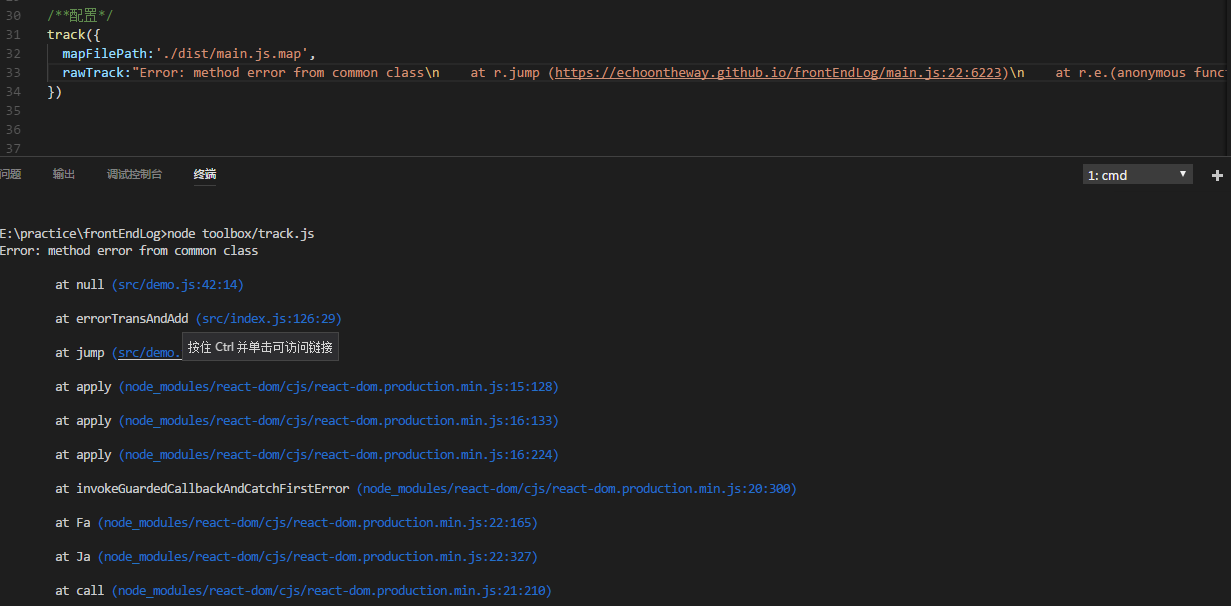 30 /**配置*/
31 track({
32 mapFilePath:'./dist/main.js.map',
33 rawTrack:"Error: method error from common class\n    at r.jump (https://echoontheway.github.io/frontEndLog/main.js:22:6223)\n    at r.e.(anonymous func
34 })
35
36
37
问题 输出 调试控制台 终端 1: cmd
E:\practice\frontEndLog>node toolbox/track.js
Error: method error from common class
at null (src/demo.js:42:14)
at errorTransAndAdd (src/index.js:126:29)
at jump (src/demo.
按住 Ctrl 并单击可访问链接
at apply (node_modules/react-dom/cjs/react-dom.production.min.js:15:128)
at apply (node_modules/react-dom/cjs/react-dom.production.min.js:16:133)
at apply (node_modules/react-dom/cjs/react-dom.production.min.js:16:224)
at invokeGuardedCallbackAndCatchFirstError (node_modules/react-dom/cjs/react-dom.production.min.js:20:300)
at Fa (node_modules/react-dom/cjs/react-dom.production.min.js:22:165)
at Ja (node_modules/react-dom/cjs/react-dom.production.min.js:22:327)
at call (node_modules/react-dom/cjs/react-dom.production.min.js:21:210)